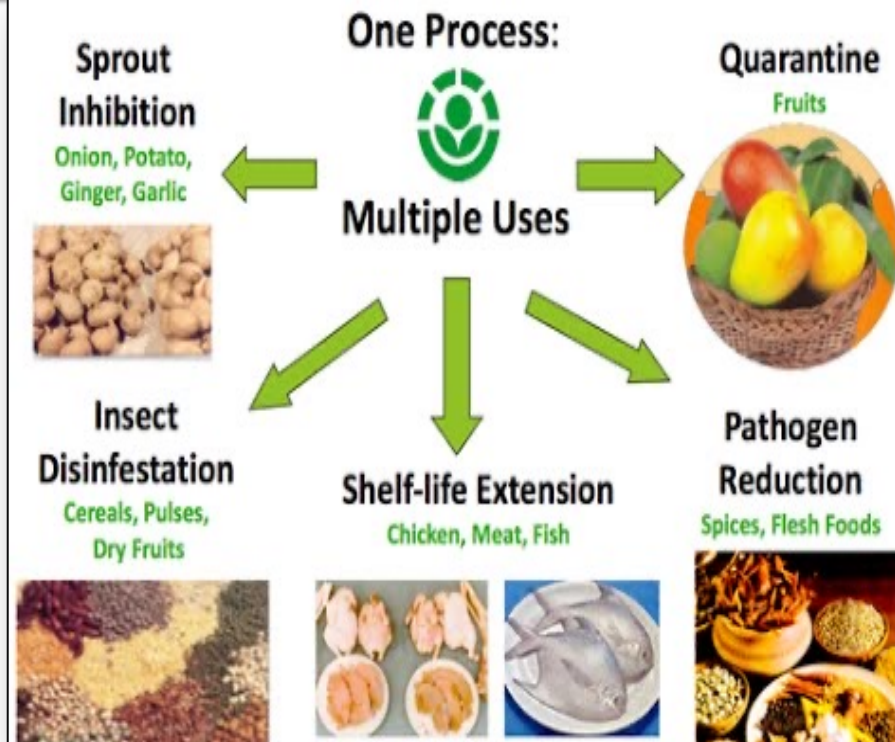 One Process:
Multiple Uses
Sprout
Inhibition
Onion, Potato,
Ginger, Garlic
Quarantine
Fruits
Insect
Disinfestation
Cereals, Pulses,
Dry Fruits
Shelf-life Extension
Chicken, Meat, Fish
Pathogen
Reduction
Spices, Flesh Foods